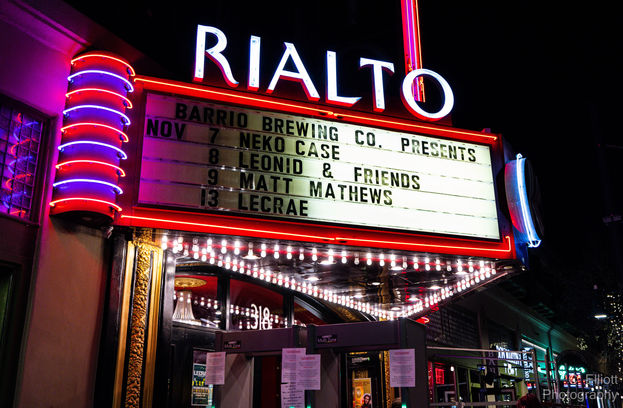 RIALTO
BARRIO BREWING CO. PRESENTS
NOV 7 NEKO CASE
8 LEONID & FRIENDS
9 MATT MATHEWS
13 LECRAE
318
Elliott
Photography